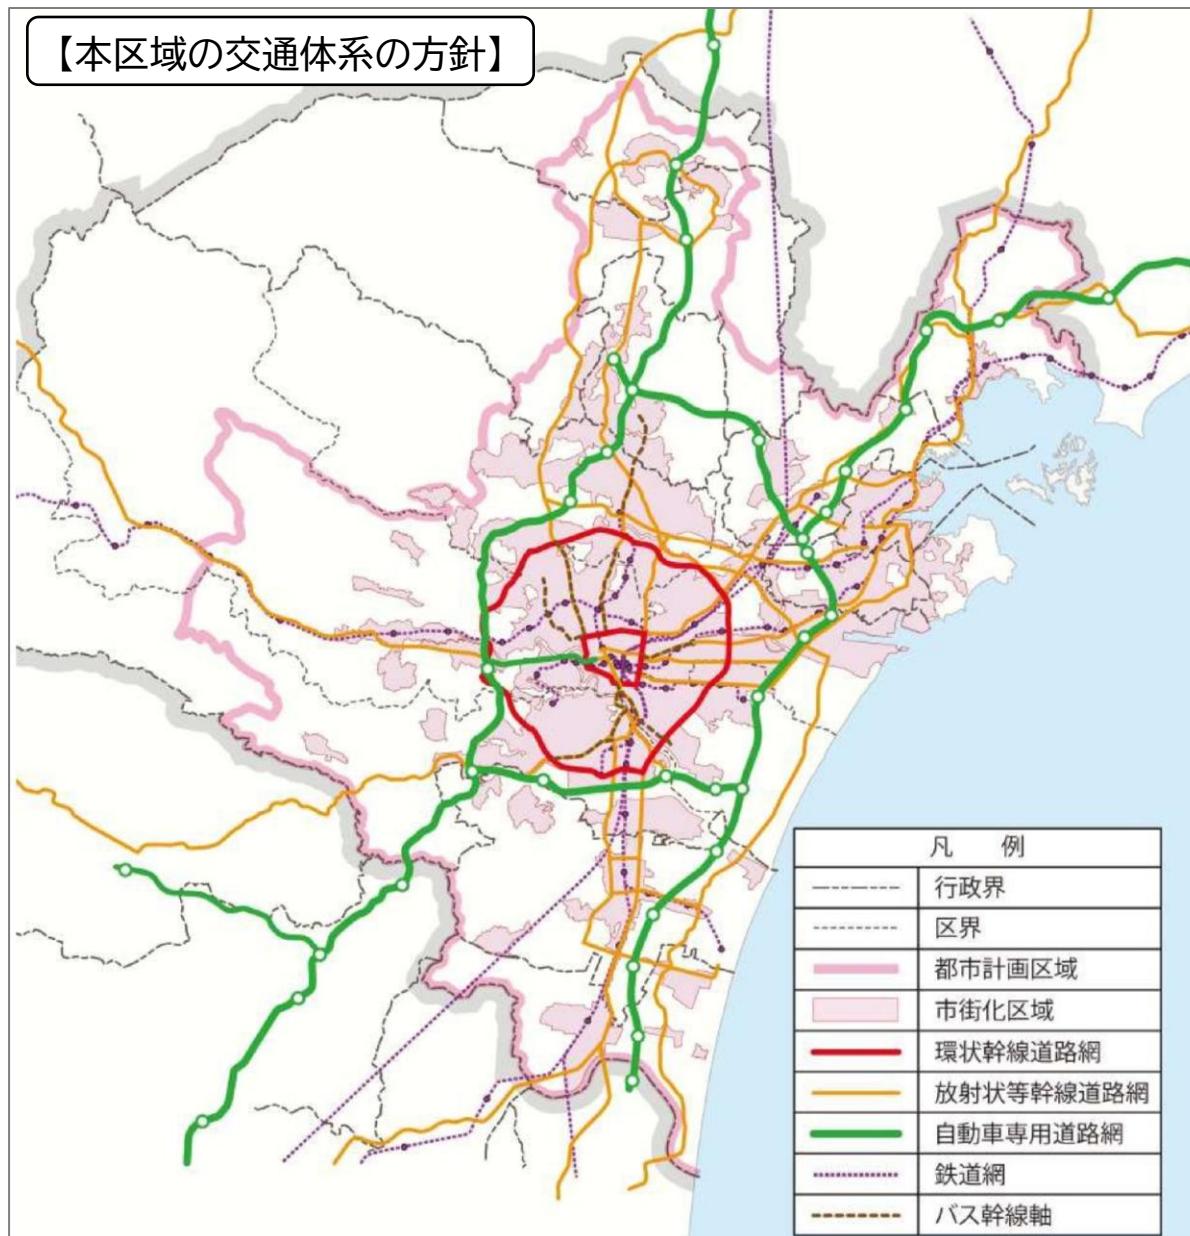 【本区域の交通体系の方針】
凡 例
行政界
区界
都市計画区域
市街化区域
環状幹線道路網
放射状等幹線道路網
自動車専用道路網
鉄道網
バス幹線軸